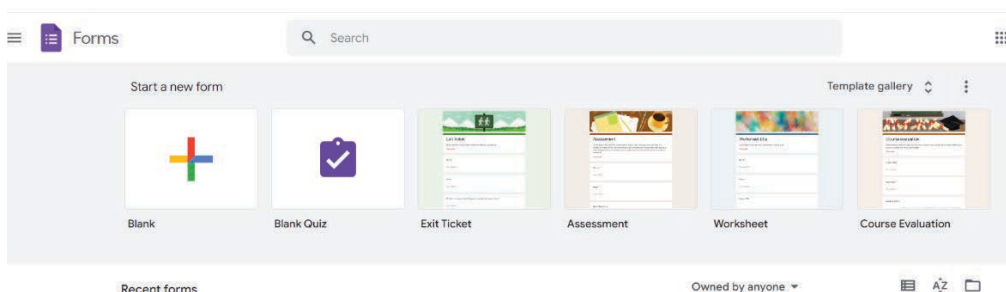 Forms
Search
Start a new form
Template gallery
Blank
Blank Quiz
Exit Ticket
Assessment
Worksheet
Course Evaluation
Recent forms
Owned by anyone
AZ